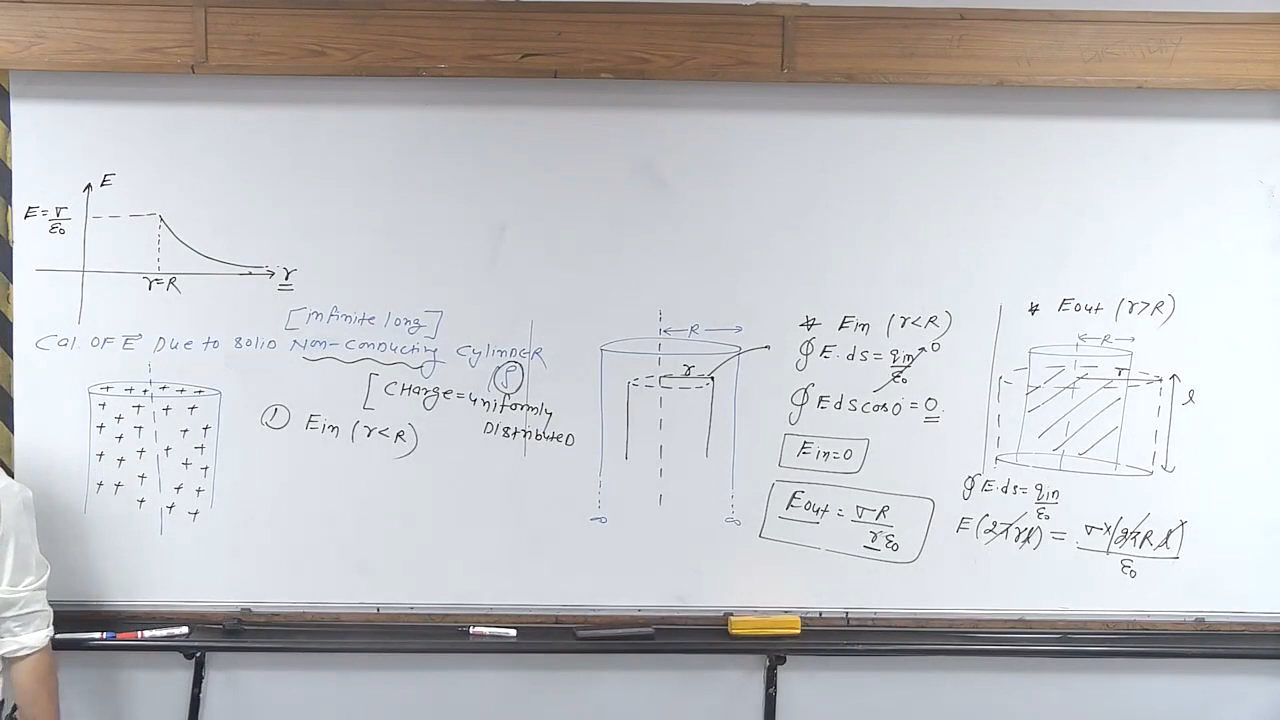 E
E = σ/ε₀
r=R
r
[infinite long]
Cal. OF E⃗ Due to Solid Non-Conducting CylinDER
[CHarge = uniformly
DIStributeD
ρ
① Ein (r<R)
+ + + + + +
+ + + +
+ + + +
+ + + +
+ + + +
+ + +
R
r
∞ ∞
* Ein (r<R)
∮ E.ds = qin/ε₀ 0
∮ E ds cos0° = 0.
Ein=0
Eout = σR/rε₀
* Eout (r>R)
R
r
l
∮ E.ds = qin/ε₀
E(2πrl) = σ×(2πRl)/ε₀